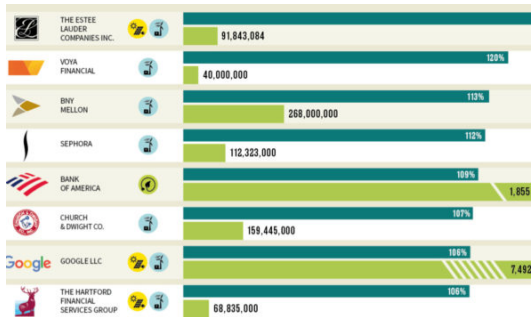 THE ESTEE
LAUDER
COMPANIES INC.
91,843,084
VOYA
FINANCIAL
120%
40,000,000
BNY
MELLON
113%
268,000,000
SEPHORA
112%
112,323,000
BANK
OF AMERICA
109%
1,855
CHURCH
& DWIGHT CO.
107%
159,445,000
Google
GOOGLE LLC
106%
7,492
THE HARTFORD
FINANCIAL
SERVICES GROUP
106%
68,835,000